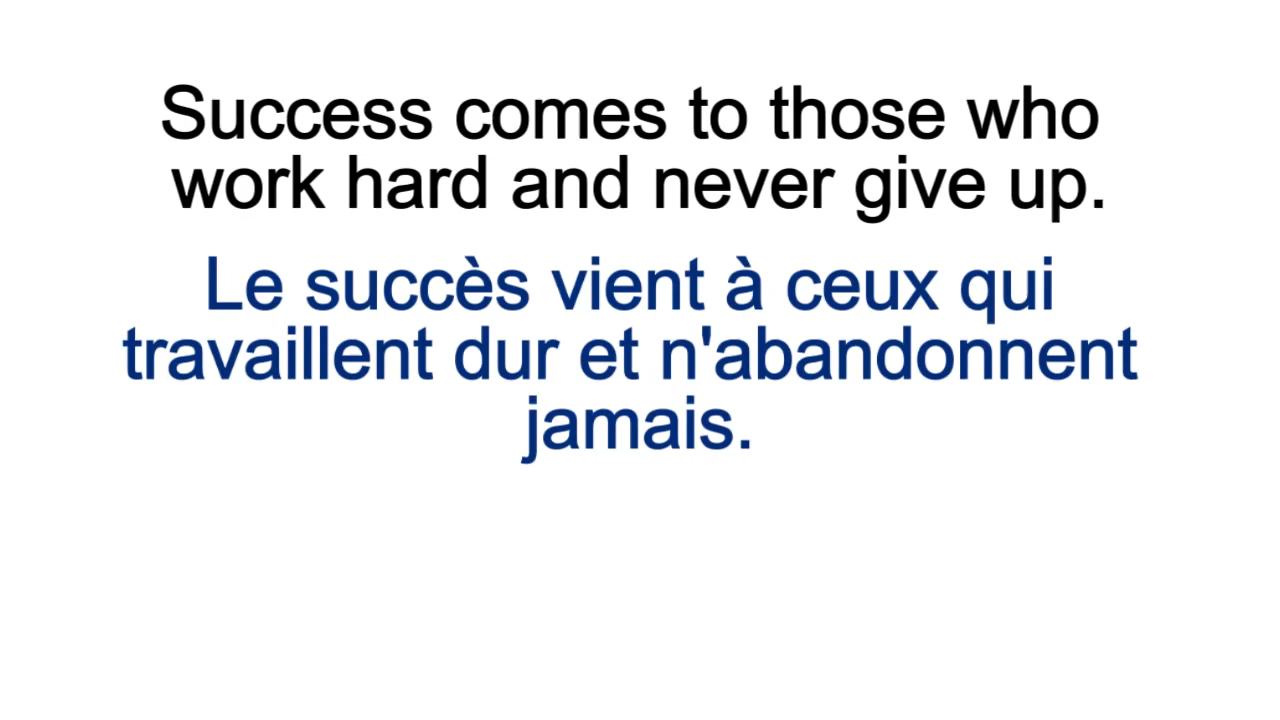 Success comes to those who
work hard and never give up.
Le succès vient à ceux qui
travaillent dur et n'abandonnent
jamais.